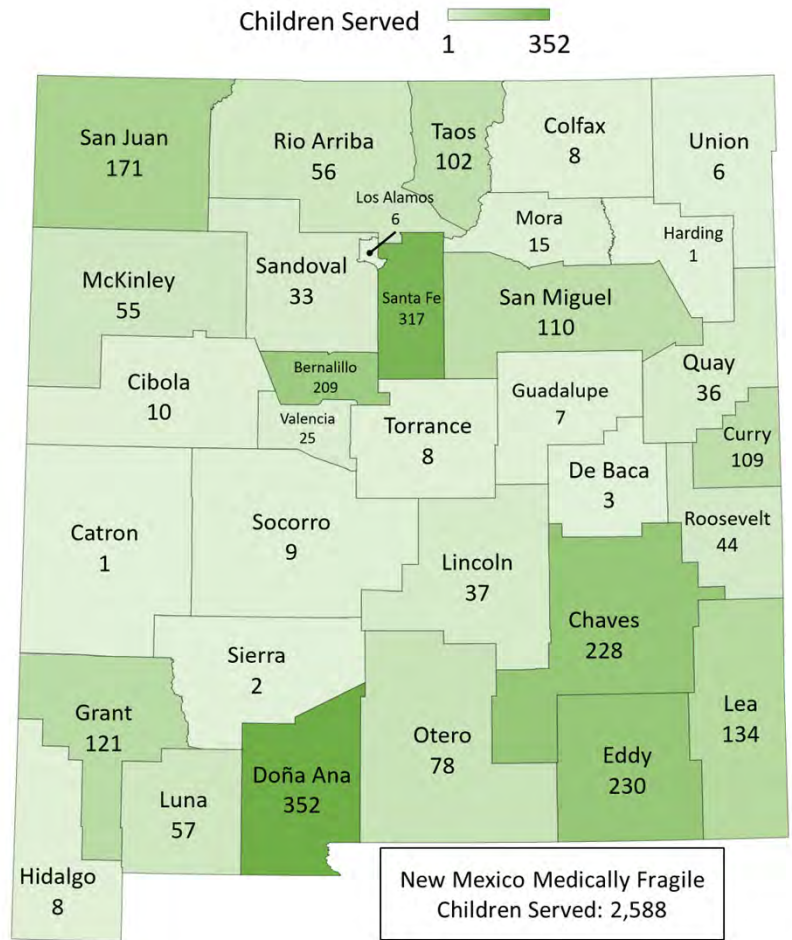 Children Served
1 352
San Juan
171
Rio Arriba
56
Taos
102
Colfax
8
Union
6
Los Alamos
6
Mora
15
Harding
1
McKinley
55
Sandoval
33
Santa Fe
317
San Miguel
110
Quay
36
Cibola
10
Bernalillo
209
Valencia
25
Torrance
8
Guadalupe
7
Curry
109
De Baca
3
Roosevelt
44
Catron
1
Socorro
9
Lincoln
37
Chaves
228
Sierra
2
Grant
121
Doña Ana
352
Otero
78
Eddy
230
Lea
134
Luna
57
Hidalgo
8
New Mexico Medically Fragile
Children Served: 2,588